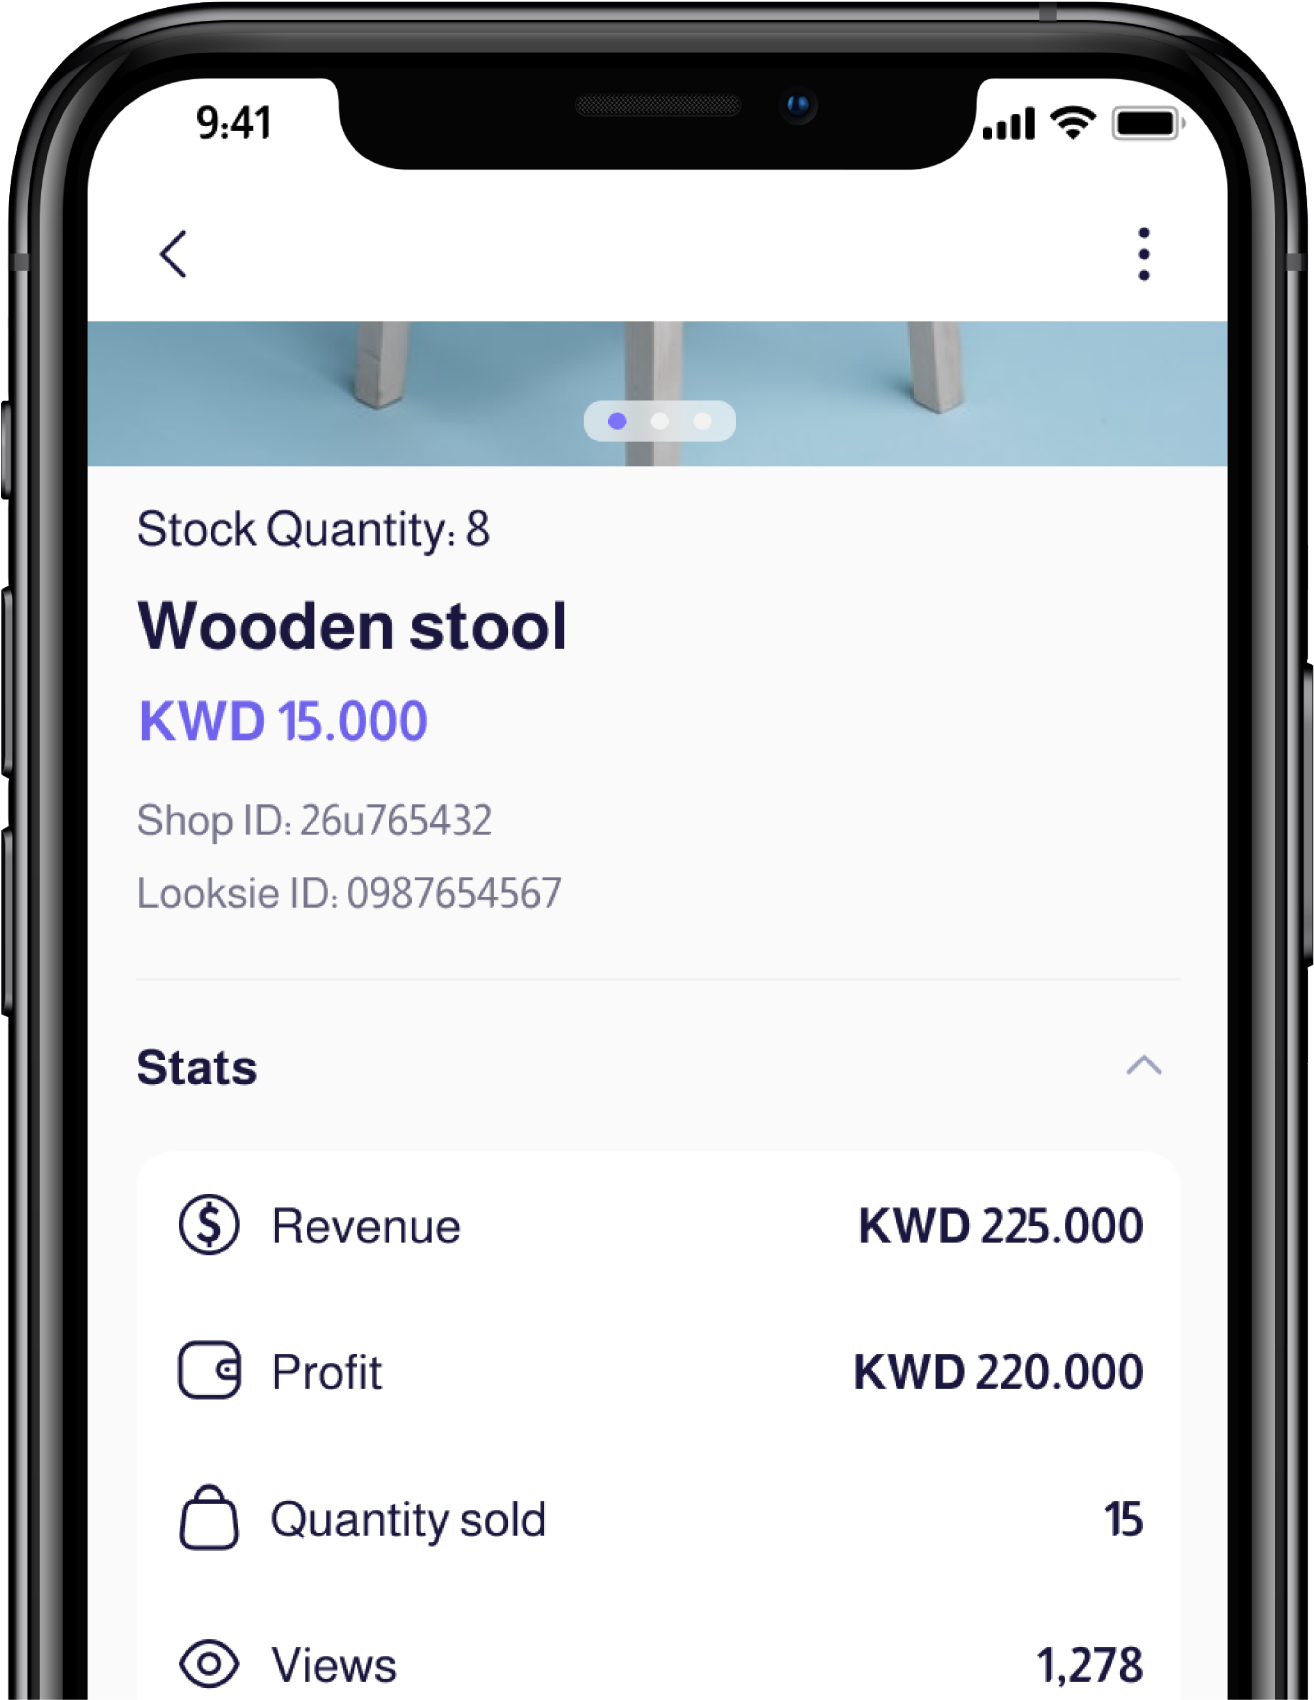 9:41
Stock Quantity: 8
Wooden stool
KWD 15.000
Shop ID: 26u765432
Looksie ID: 0987654567
Stats
$ Revenue KWD 225.000
Profit KWD 220.000
Quantity sold 15
Views 1,278